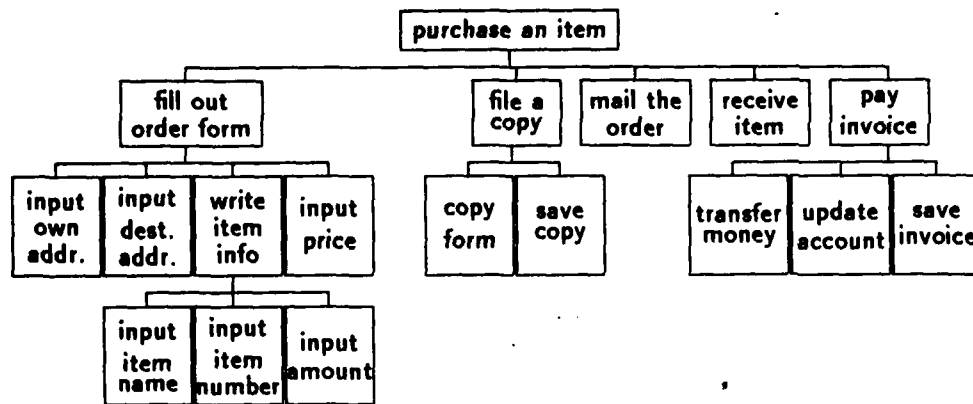 purchase an item
fill out
order form
file a
copy
mail the
order
receive
item
pay
invoice
input
own
addr.
input
dest.
addr.
write
item
info
input
price
copy
form
save
copy
transfer
money
update
account
save
invoice
input
item
name
input
item
number
input
amount